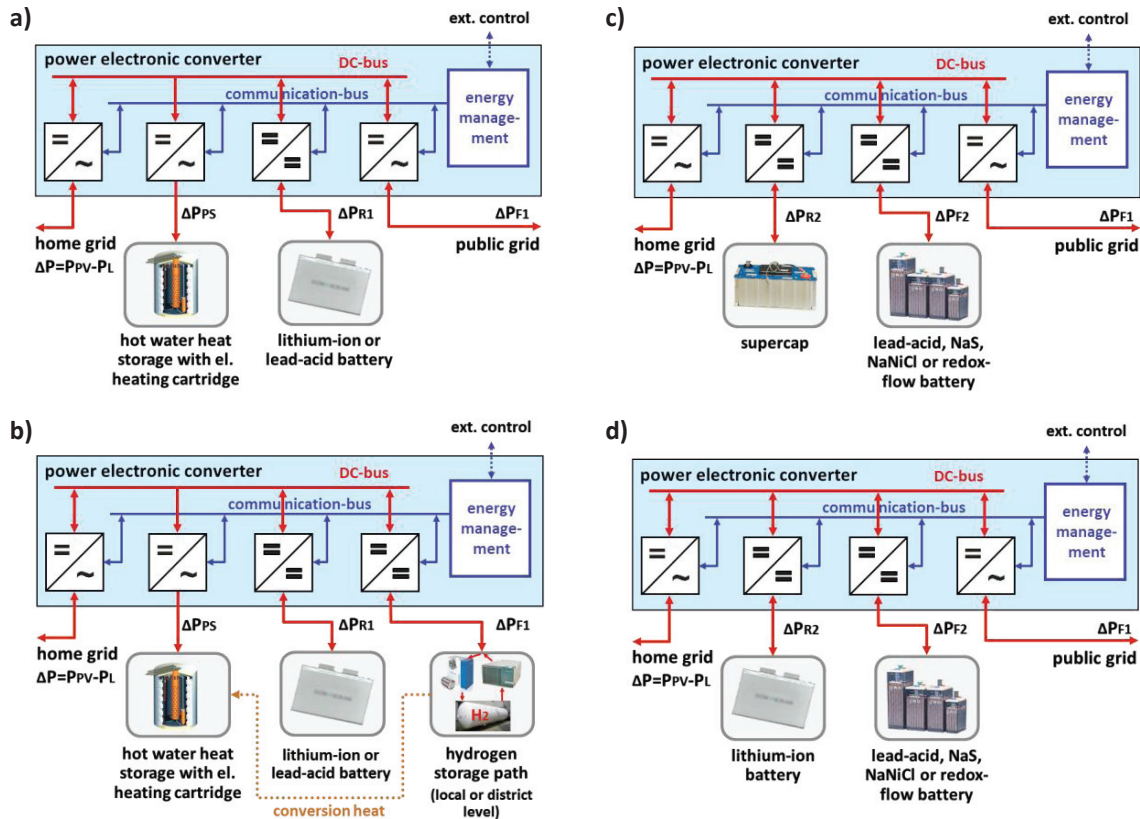 a)
ext. control
power electronic converter
DC-bus
communication-bus
energy
manage-
ment
=
~
=
~
=
=
=
~
ΔPPS
ΔPR1
ΔPF1
home grid
ΔP=PPV-PL
public grid
hot water heat
storage with el.
heating cartridge
lithium-ion or
lead-acid battery
b)
ext. control
power electronic converter
DC-bus
communication-bus
energy
manage-
ment
=
~
=
~
=
=
=
=
ΔPPS
ΔPR1
ΔPF1
home grid
ΔP=PPV-PL
H2
hot water heat
storage with el.
heating cartridge
lithium-ion or
lead-acid battery
hydrogen
storage path
(local or district
level)
conversion heat
c)
ext. control
power electronic converter
DC-bus
communication-bus
energy
manage-
ment
=
~
=
=
=
=
=
~
ΔPR2
ΔPF2
ΔPF1
home grid
ΔP=PPV-PL
public grid
supercap
lead-acid, NaS,
NaNiCl or redox-
flow battery
d)
ext. control
power electronic converter
DC-bus
communication-bus
energy
manage-
ment
=
~
=
=
=
=
=
~
ΔPR2
ΔPF2
ΔPF1
home grid
ΔP=PPV-PL
public grid
lithium-ion
battery
lead-acid, NaS,
NaNiCl or redox-
flow battery